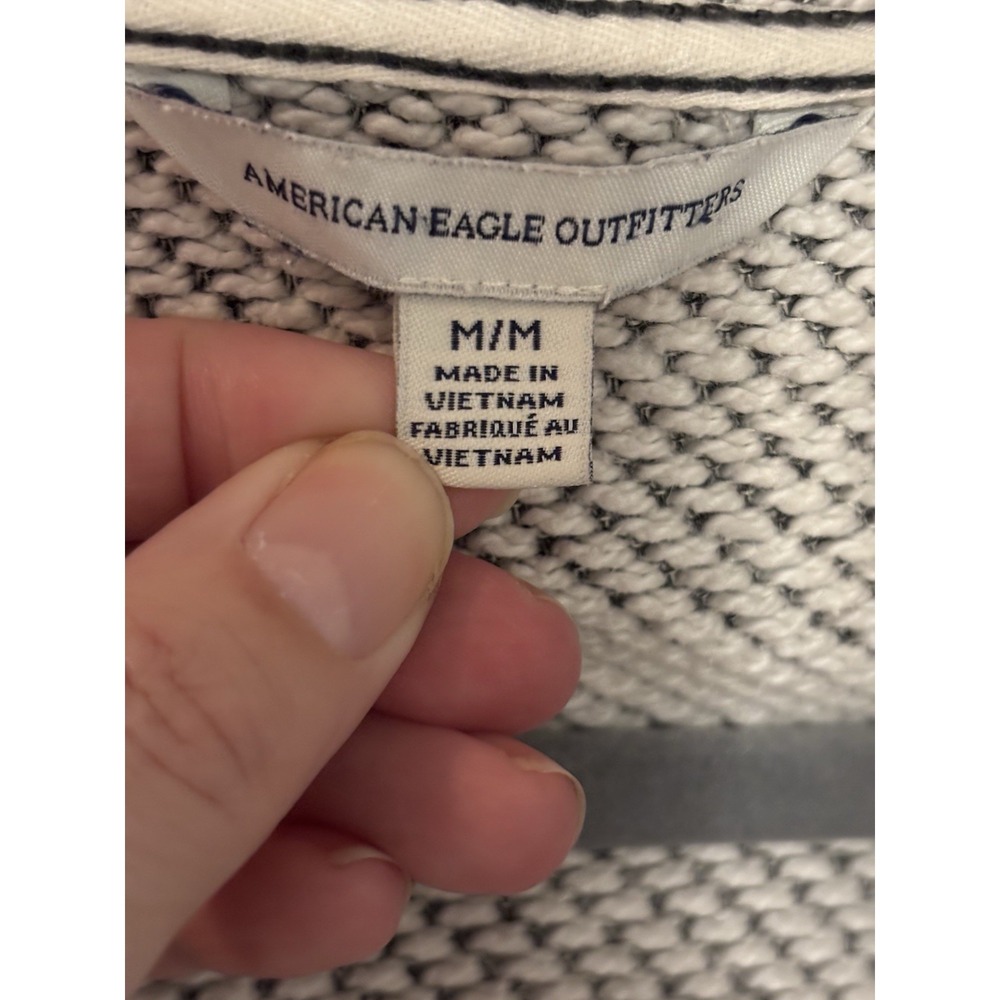 AMERICAN EAGLE OUTFITTERS
M/M
MADE IN
VIETNAM
FABRIQUÉ AU
VIETNAM